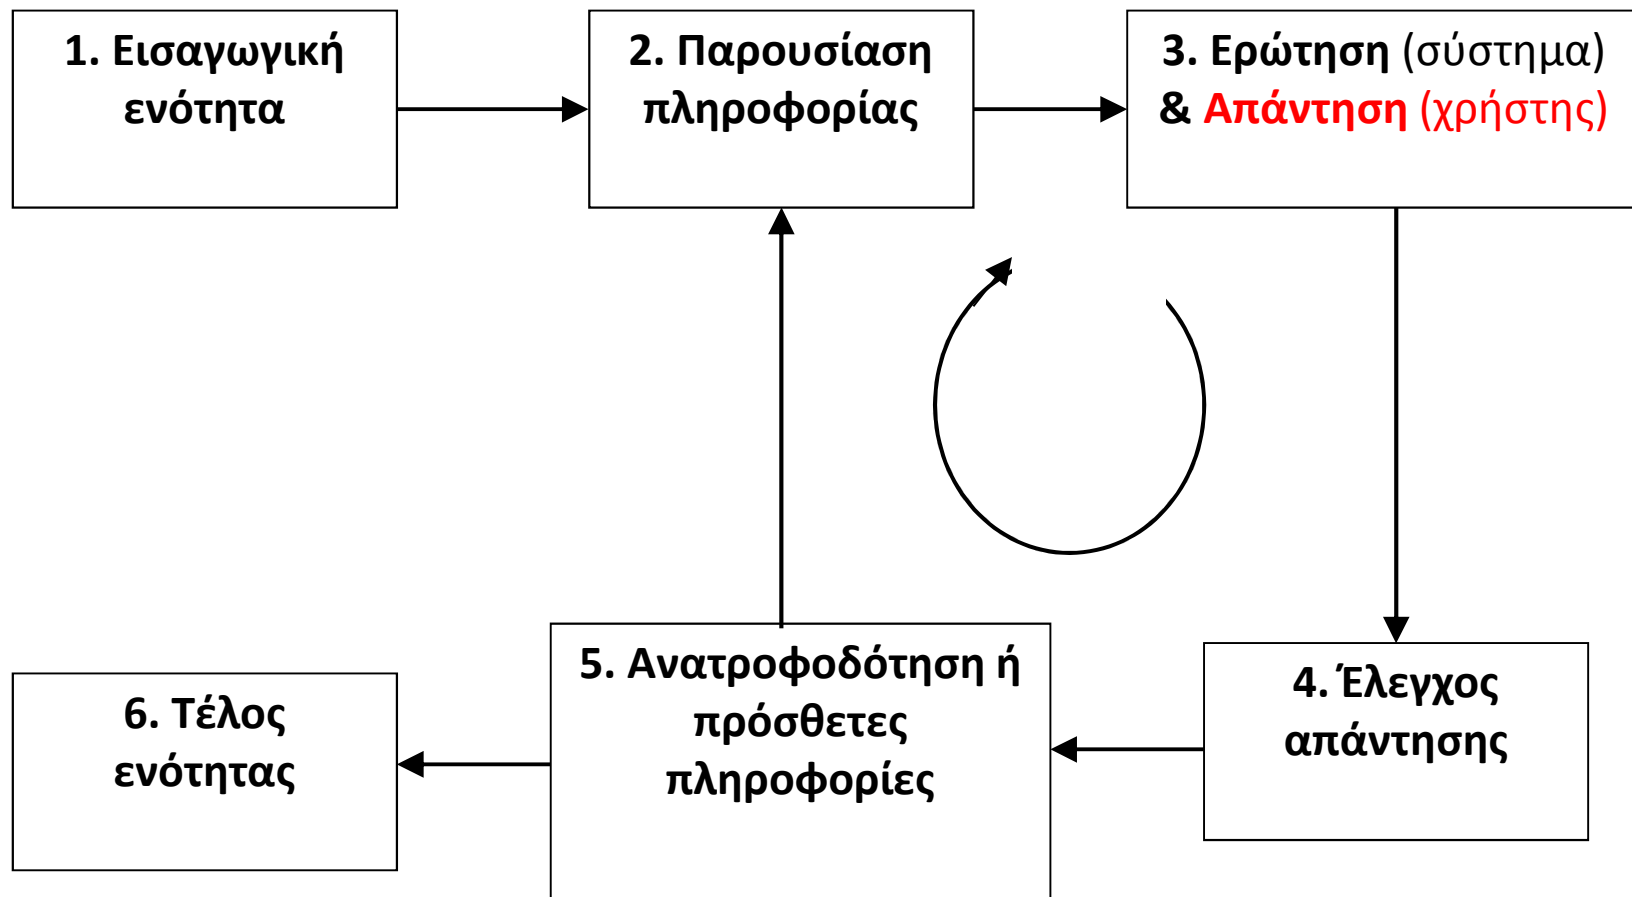 1. Εισαγωγική
ενότητα
2. Παρουσίαση
πληροφορίας
3. Ερώτηση (σύστημα)
& Απάντηση (χρήστης)
4. Έλεγχος
απάντησης
5. Ανατροφοδότηση ή
πρόσθετες
πληροφορίες
6. Τέλος
ενότητας